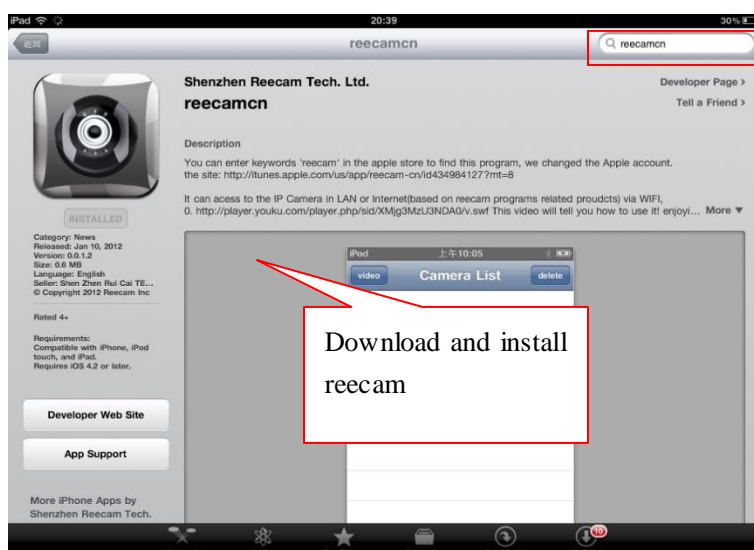 iPad 20:39 30%
返回 reecamcn reecamcn
Shenzhen Reecam Tech. Ltd. Developer Page >
reecamcn Tell a Friend >
Description
You can enter keywords 'reecam' in the apple store to find this program, we changed the Apple account.
the site: http://itunes.apple.com/us/app/reecam-cn/id434984127?mt=8
It can acess to the IP Camera in LAN or Internet(based on reecam programs related proudcts) via WIFI,
0. http://player.youku.com/player.php/sid/XMjg3MzU3NDA0/v.swf This video will tell you how to use it! enjoyi... More ▼
INSTALLED
Category: News
Released: Jan 10, 2012
Version: 0.0.1.2
Size: 0.6 MB
Language: English
Seller: Shen Zhen Rui Cai TE...
© Copyright 2012 Reecam Inc
Rated 4+
Requirements:
Compatible with iPhone, iPod
touch, and iPad.
Requires iOS 4.2 or later.
Developer Web Site
App Support
More iPhone Apps by
Shenzhen Reecam Tech.
iPod 上午10:05
video Camera List delete
Download and install
reecam
10